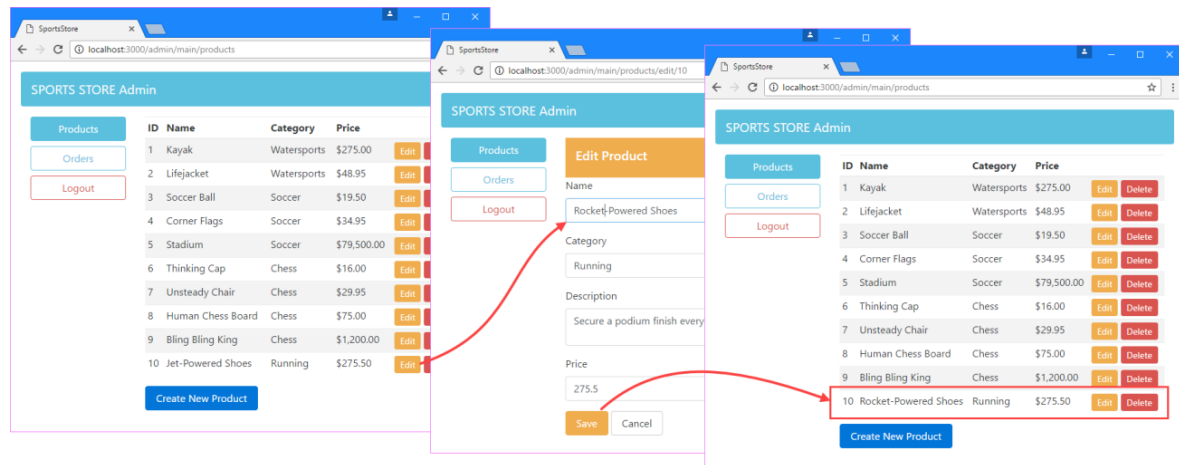 SportsStore
localhost:3000/admin/main/products
SPORTS STORE Admin
Products
Orders
Logout
ID Name Category Price
1 Kayak Watersports $275.00 Edit
2 Lifejacket Watersports $48.95 Edit
3 Soccer Ball Soccer $19.50 Edit
4 Corner Flags Soccer $34.95 Edit
5 Stadium Soccer $79,500.00 Edit
6 Thinking Cap Chess $16.00 Edit
7 Unsteady Chair Chess $29.95 Edit
8 Human Chess Board Chess $75.00 Edit
9 Bling Bling King Chess $1,200.00 Edit
10 Jet-Powered Shoes Running $275.50 Edit
Create New Product
SportsStore
localhost:3000/admin/main/products/edit/10
SPORTS STORE Admin
Products
Orders
Logout
Edit Product
Name
Rocket-Powered Shoes
Category
Running
Description
Secure a podium finish every
Price
275.5
Save Cancel
SportsStore
localhost:3000/admin/main/products
SPORTS STORE Admin
Products
Orders
Logout
ID Name Category Price
1 Kayak Watersports $275.00 Edit Delete
2 Lifejacket Watersports $48.95 Edit Delete
3 Soccer Ball Soccer $19.50 Edit Delete
4 Corner Flags Soccer $34.95 Edit Delete
5 Stadium Soccer $79,500.00 Edit Delete
6 Thinking Cap Chess $16.00 Edit Delete
7 Unsteady Chair Chess $29.95 Edit Delete
8 Human Chess Board Chess $75.00 Edit Delete
9 Bling Bling King Chess $1,200.00 Edit Delete
10 Rocket-Powered Shoes Running $275.50 Edit Delete
Create New Product